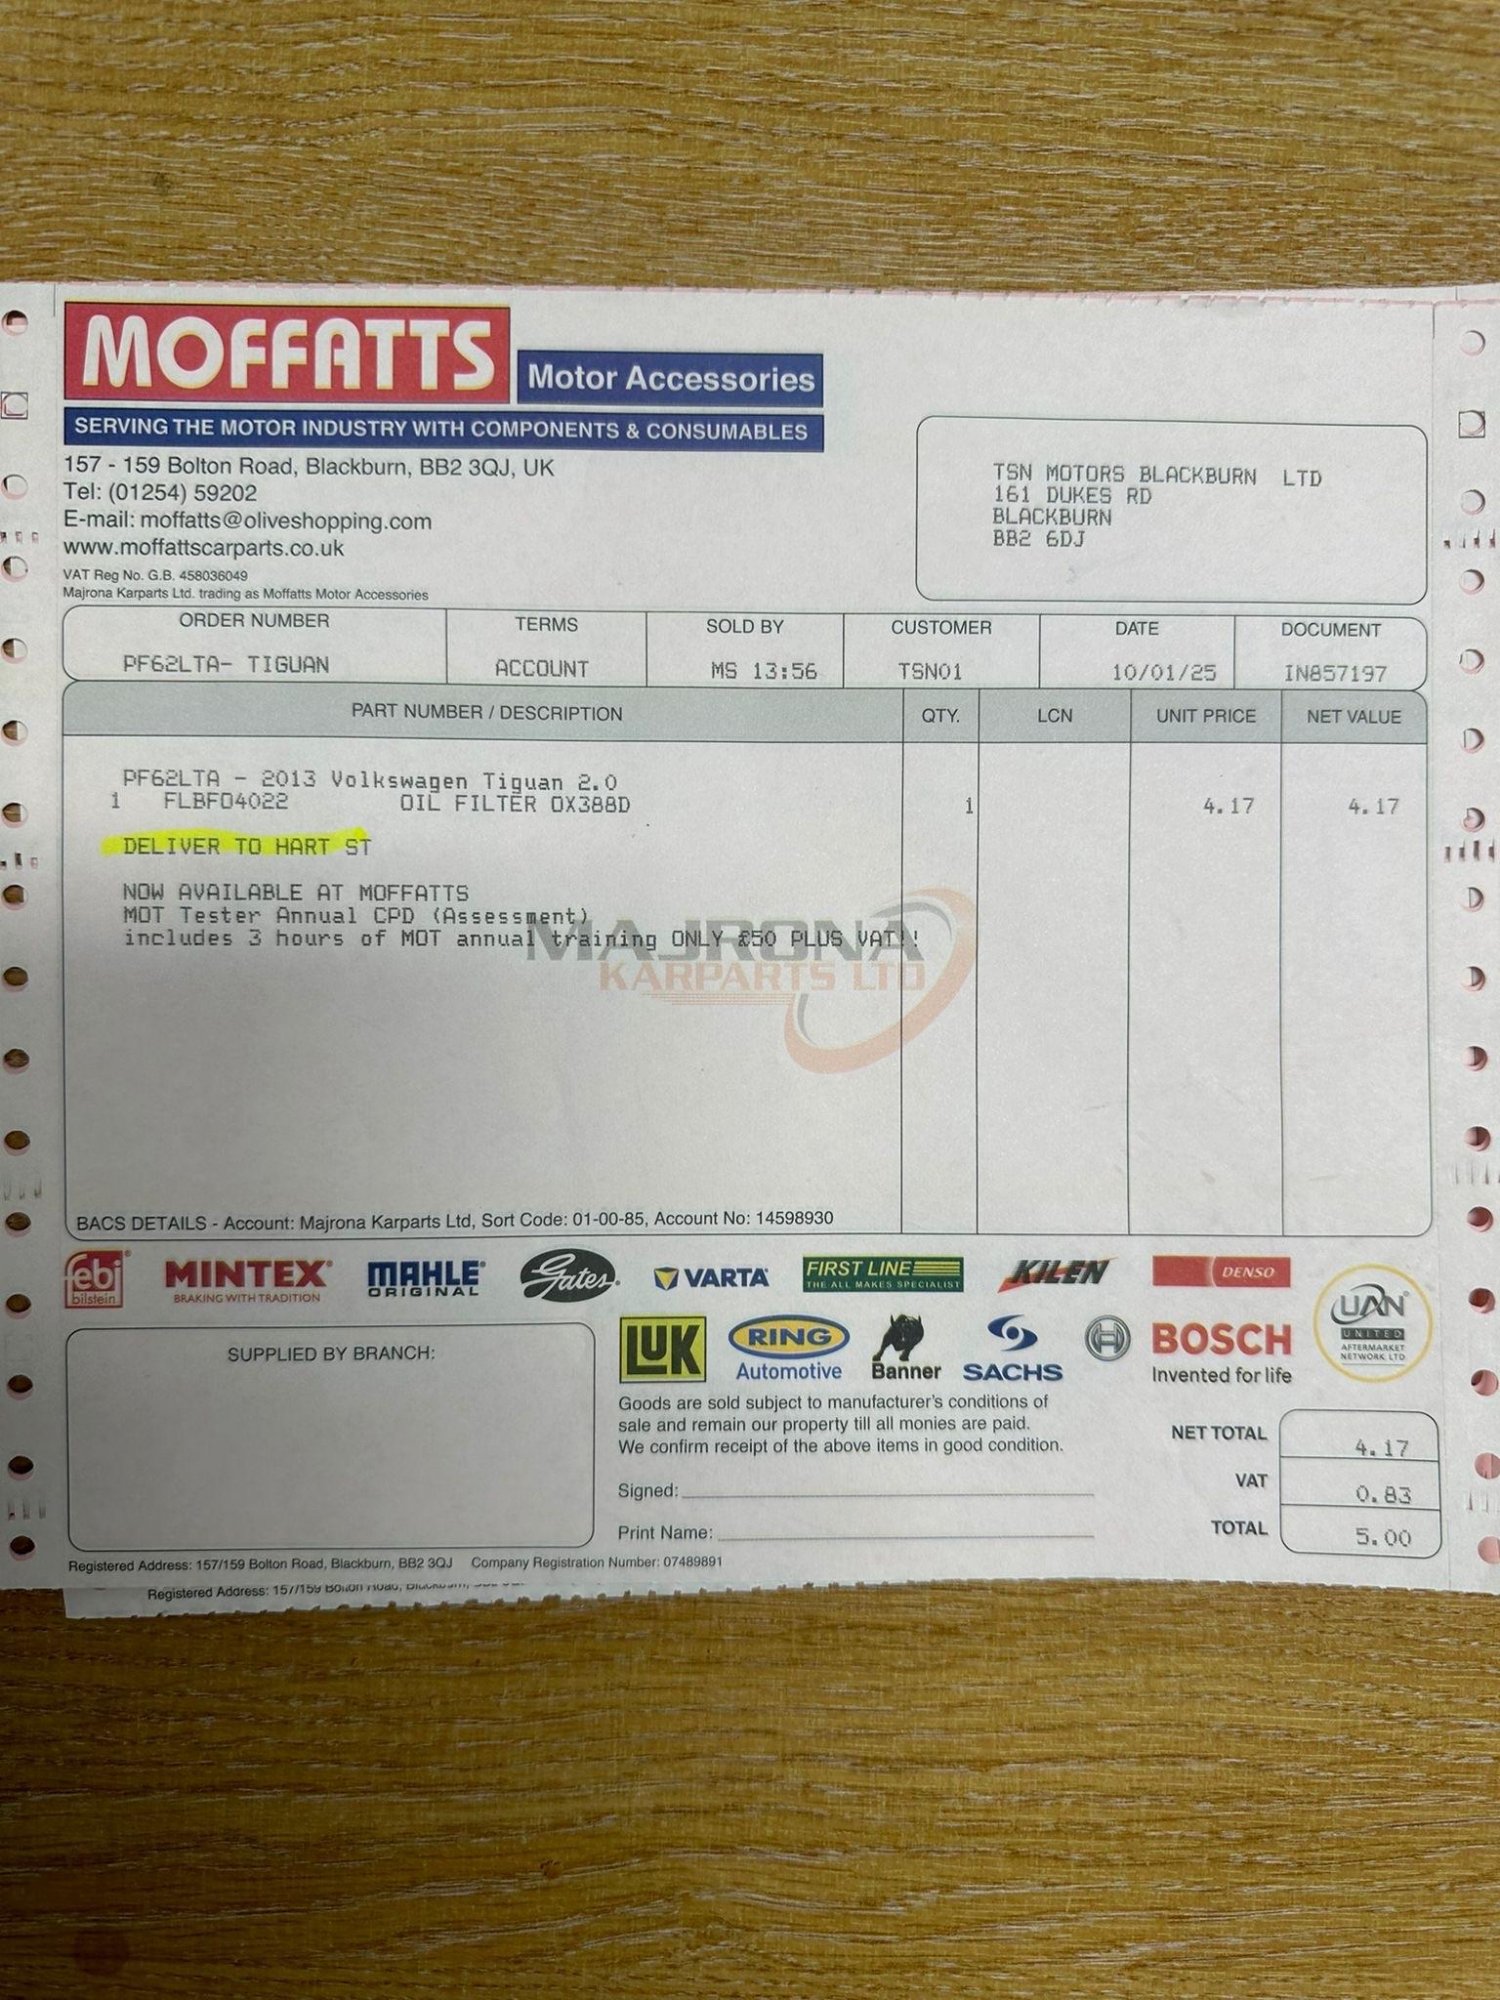 MOFFATTS
Motor Accessories
SERVING THE MOTOR INDUSTRY WITH COMPONENTS & CONSUMABLES
157 - 159 Bolton Road, Blackburn, BB2 3QJ, UK
Tel: (01254) 59202
E-mail: moffatts@oliveshopping.com
www.moffattscarparts.co.uk
VAT Reg No. G.B. 458036049
Majrona Karparts Ltd. trading as Moffatts Motor Accessories
TSN MOTORS BLACKBURN LTD
161 DUKES RD
BLACKBURN
BB2 6DJ
ORDER NUMBER TERMS SOLD BY CUSTOMER DATE DOCUMENT
PF62LTA- TIGUAN ACCOUNT MS 13:56 TSN01 10/01/25 IN857197
PART NUMBER / DESCRIPTION QTY. LCN UNIT PRICE NET VALUE
PF62LTA - 2013 Volkswagen Tiguan 2.0
1 FLBF04022 OIL FILTER OX388D 1 4.17 4.17
DELIVER TO HART ST
NOW AVAILABLE AT MOFFATTS
MOT Tester Annual CPD (Assessment)
includes 3 hours of MOT annual training ONLY £50 PLUS VAT!!
MAJRONA
KARPARTS LTD
BACS DETAILS - Account: Majrona Karparts Ltd, Sort Code: 01-00-85, Account No: 14598930
febi
bilstein
MINTEX
BRAKING WITH TRADITION
MAHLE
ORIGINAL
Gates
VARTA
FIRST LINE
THE ALL MAKES SPECIALIST
KILEN
DENSO
UAN
UNITED
AFTERMARKET
NETWORK LTD
LUK
RING
Automotive
Banner
SACHS
BOSCH
Invented for life
SUPPLIED BY BRANCH:
Goods are sold subject to manufacturer's conditions of
sale and remain our property till all monies are paid.
We confirm receipt of the above items in good condition.
Signed:
Print Name:
NET TOTAL 4.17
VAT 0.83
TOTAL 5.00
Registered Address: 157/159 Bolton Road, Blackburn, BB2 3QJ Company Registration Number: 07489891
Registered Address: 157/159 Bolton Road,